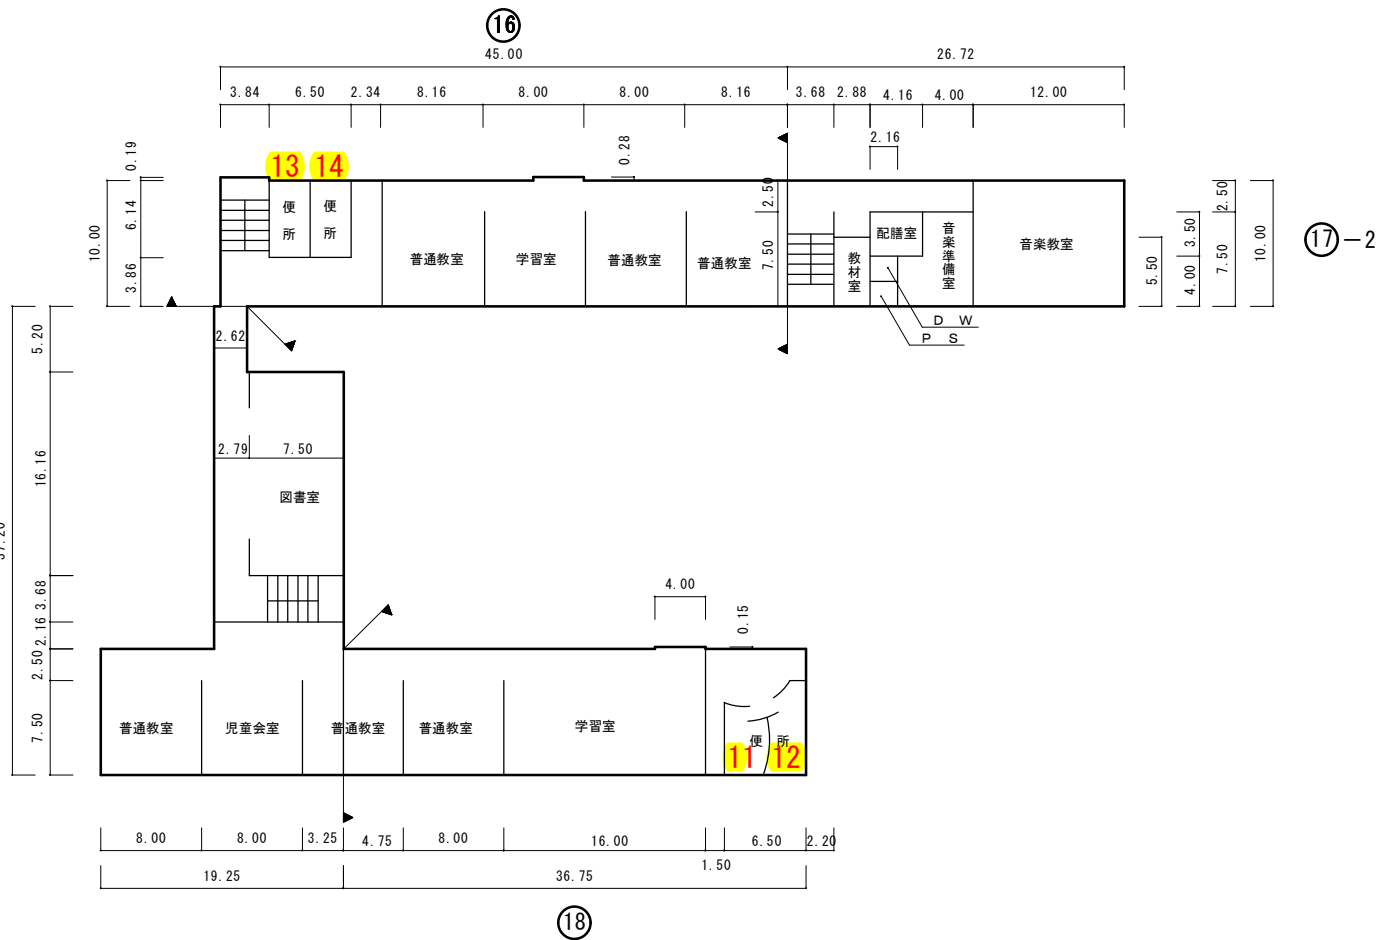 ⑯
45.00 26.72
3.84 6.50 2.34 8.16 8.00 8.00 8.16 3.68 2.88 4.16 4.00 12.00
2.16
0.19
6.14
3.86
10.00
13 14
0.28
2.50
7.50
便所
便所
普通教室
学習室
普通教室
普通教室
教材室
配膳室
音楽準備室
音楽教室
D W
P S
5.50
3.50
4.00
2.50
7.50
10.00
⑰-2
5.20
16.16
3.68
2.16
2.50
7.50
2.62
2.79 7.50
図書室
4.00
0.15
普通教室
児童会室
普通教室
普通教室
学習室
便所
11 12
8.00 8.00 3.25 4.75 8.00 16.00 1.50 6.50 2.20
19.25 36.75
⑱